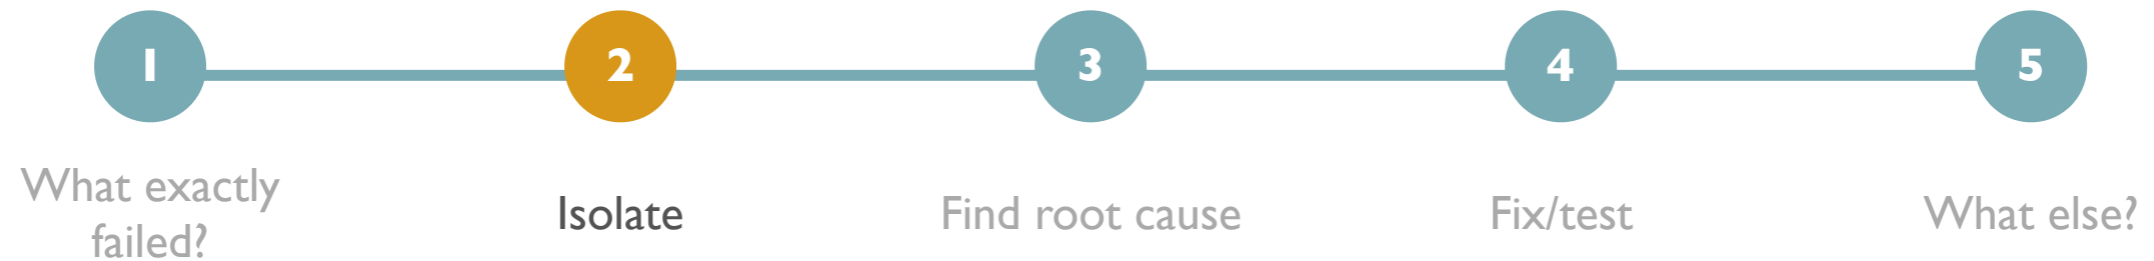 1
2
3
4
5
What exactly
failed?
Isolate
Find root cause
Fix/test
What else?